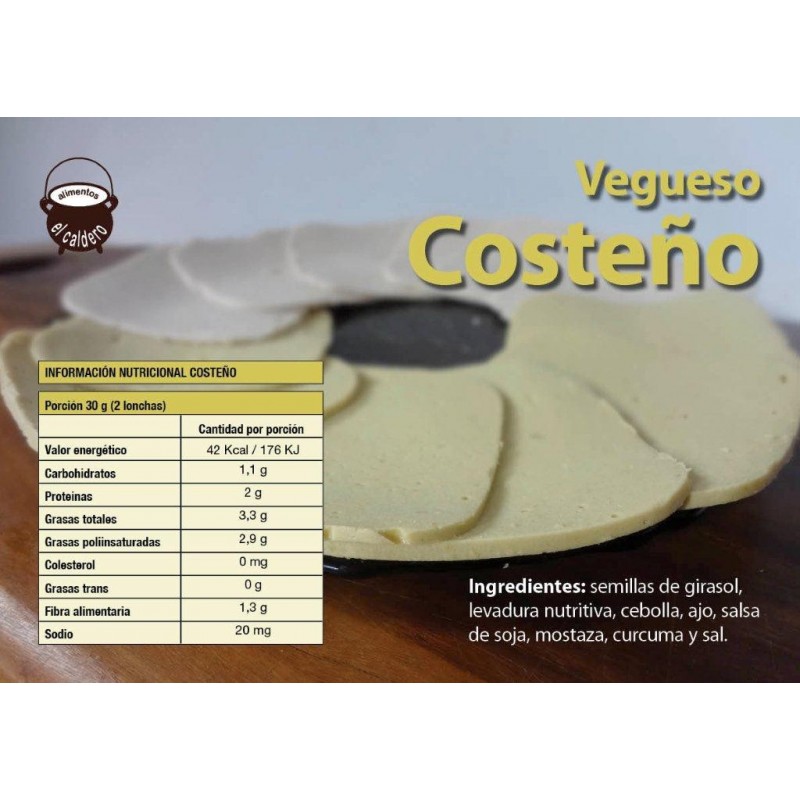 alimentos
el caldero
Vegueso
Costeño
INFORMACIÓN NUTRICIONAL COSTEÑO
Porción 30 g (2 lonchas)
Cantidad por porción
Valor energético 42 Kcal / 176 KJ
Carbohidratos 1,1 g
Proteinas 2 g
Grasas totales 3,3 g
Grasas poliinsaturadas 2,9 g
Colesterol 0 mg
Grasas trans 0 g
Fibra alimentaria 1,3 g
Sodio 20 mg
Ingredientes: semillas de girasol,
levadura nutritiva, cebolla, ajo, salsa
de soja, mostaza, curcuma y sal.